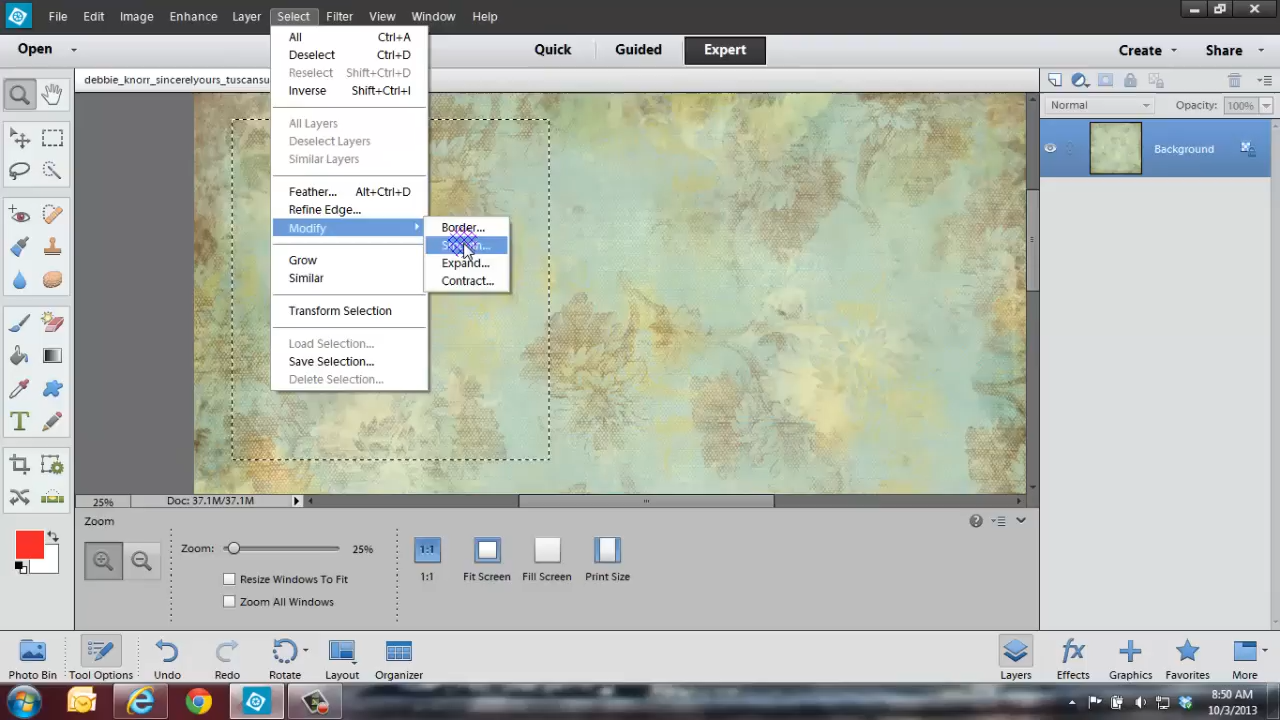 File Edit Image Enhance Layer Select Filter View Window Help
Open Quick Guided Expert Create Share
debbie_knorr_sincerelyours_tuscansu
All Ctrl+A
Deselect Ctrl+D
Reselect Shift+Ctrl+D
Inverse Shift+Ctrl+I
All Layers
Deselect Layers
Similar Layers
Feather... Alt+Ctrl+D
Refine Edge...
Modify
Grow
Similar
Transform Selection
Load Selection...
Save Selection...
Delete Selection...
Border...
Expand...
Contract...
Normal Opacity: 100%
Background
25% Doc: 37.1M/37.1M
Zoom
Zoom: 25%
Resize Windows To Fit
Zoom All Windows
1:1
1:1 Fit Screen Fill Screen Print Size
Photo Bin Tool Options Undo Redo Rotate Layout Organizer Layers Effects Graphics Favorites More
8:50 AM
10/3/2013